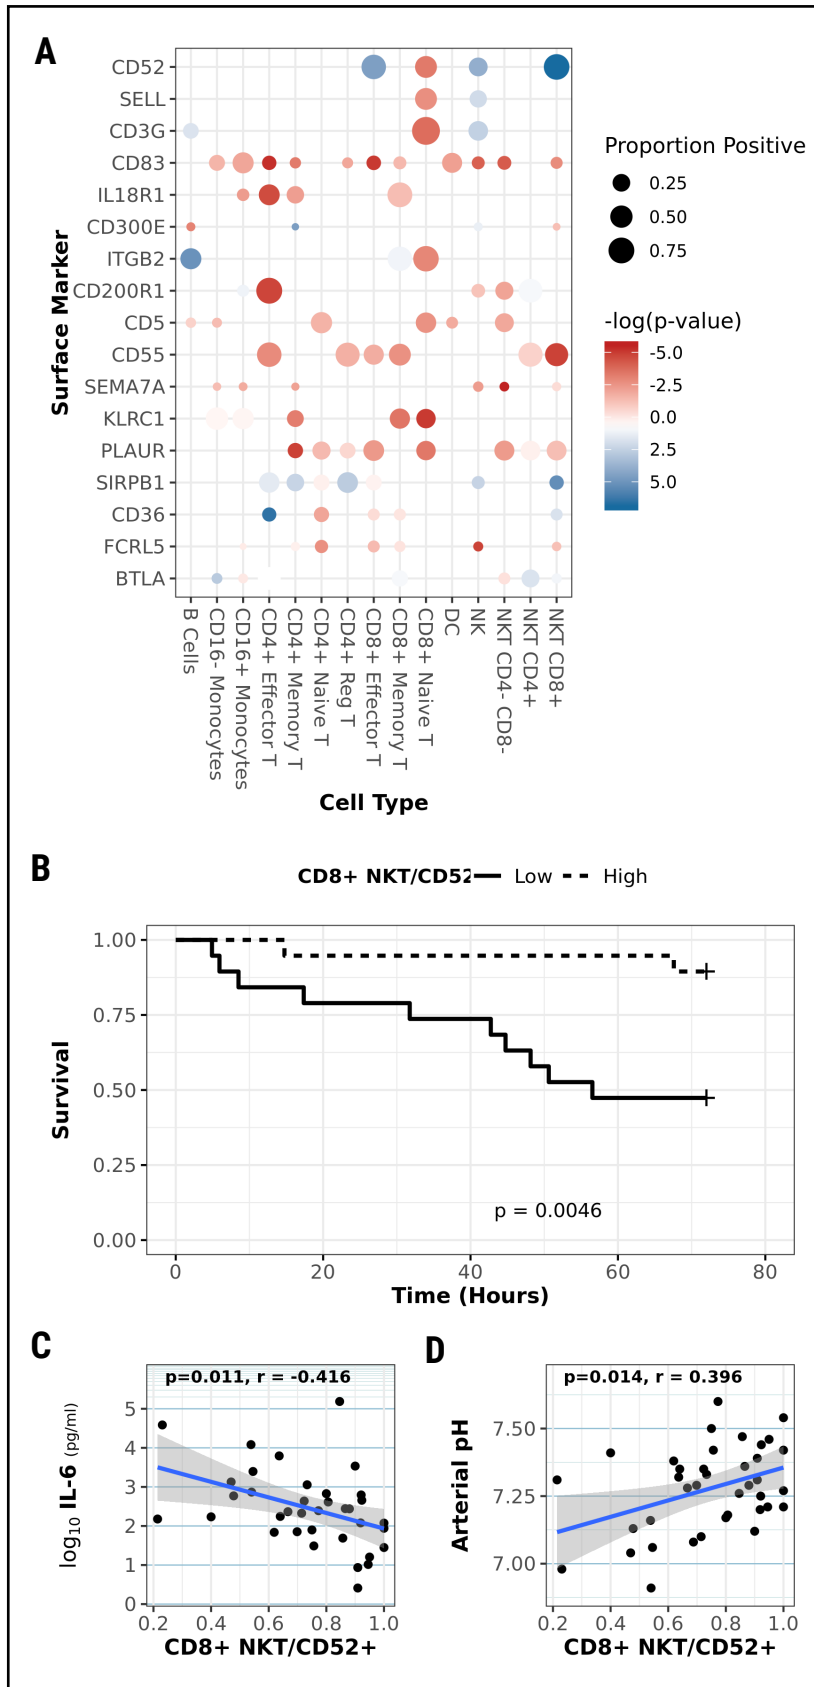 A
CD52
SELL
CD3G
CD83
IL18R1
CD300E
ITGB2
CD200R1
CD5
CD55
SEMA7A
KLRC1
PLAUR
SIRPB1
CD36
FCRL5
BTLA
Surface Marker
B Cells
CD16- Monocytes
CD16+ Monocytes
CD4+ Effector T
CD4+ Memory T
CD4+ Naive T
CD4+ Reg T
CD8+ Effector T
CD8+ Memory T
CD8+ Naive T
DC
NK
NKT CD4- CD8-
NKT CD4+
NKT CD8+
Cell Type
Proportion Positive
0.25
0.50
0.75
-log(p-value)
-5.0
-2.5
0.0
2.5
5.0
B
CD8+ NKT/CD52 Low High
1.00
0.75
0.50
0.25
0.00
Survival
p = 0.0046
0 20 40 60 80
Time (Hours)
C
p=0.011, r = -0.416
5
4
3
2
1
0
log10 IL-6 (pg/ml)
0.2 0.4 0.6 0.8 1.0
CD8+ NKT/CD52+
D
p=0.014, r = 0.396
7.50
7.25
7.00
Arterial pH
0.2 0.4 0.6 0.8 1.0
CD8+ NKT/CD52+